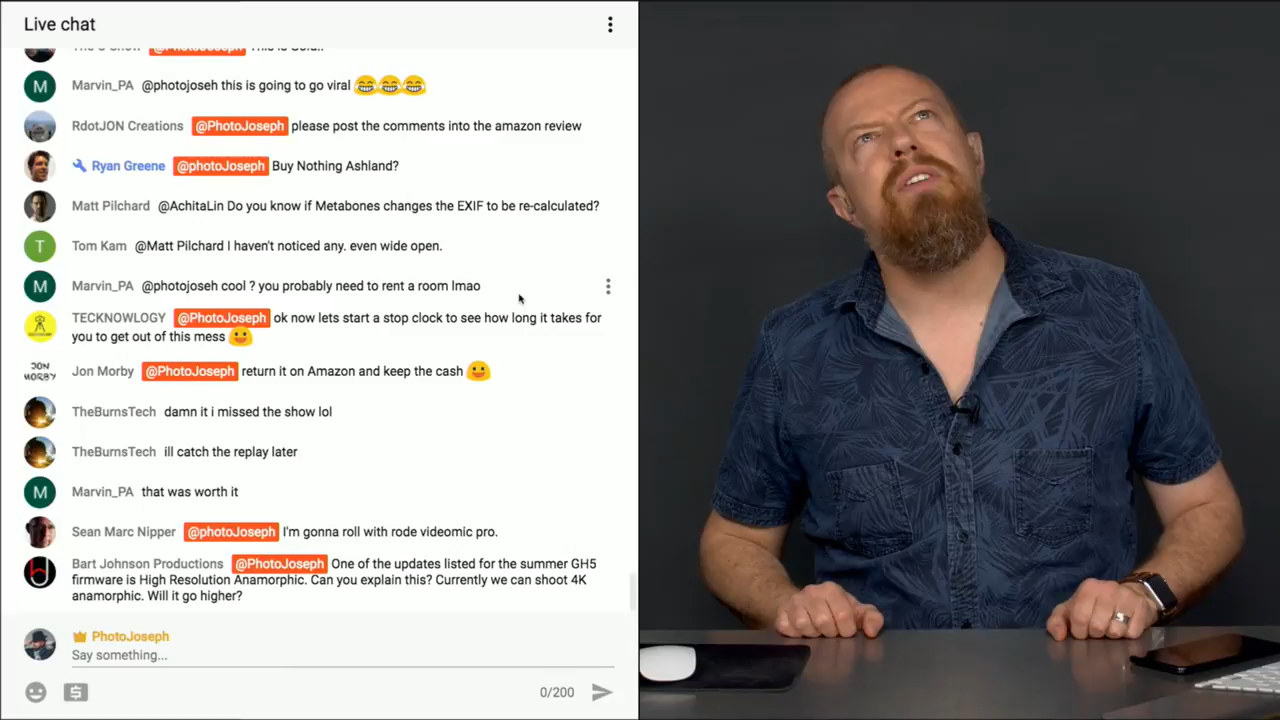 Live chat
@PhotoJoseph
Marvin_PA @photojoseh this is going to go viral
RdotJON Creations @PhotoJoseph please post the comments into the amazon review
Ryan Greene @photoJoseph Buy Nothing Ashland?
Matt Pilchard @AchitaLin Do you know if Metabones changes the EXIF to be re-calculated?
Tom Kam @Matt Pilchard I haven't noticed any. even wide open.
Marvin_PA @photojoseh cool ? you probably need to rent a room lmao
TECKNOWLOGY @PhotoJoseph ok now lets start a stop clock to see how long it takes for
you to get out of this mess
JON
MORBY
Jon Morby @PhotoJoseph return it on Amazon and keep the cash
TheBurnsTech damn it i missed the show lol
TheBurnsTech ill catch the replay later
M Marvin_PA that was worth it
Sean Marc Nipper @photoJoseph I'm gonna roll with rode videomic pro.
Bart Johnson Productions @PhotoJoseph One of the updates listed for the summer GH5
firmware is High Resolution Anamorphic. Can you explain this? Currently we can shoot 4K
anamorphic. Will it go higher?
PhotoJoseph
Say something...
0/200